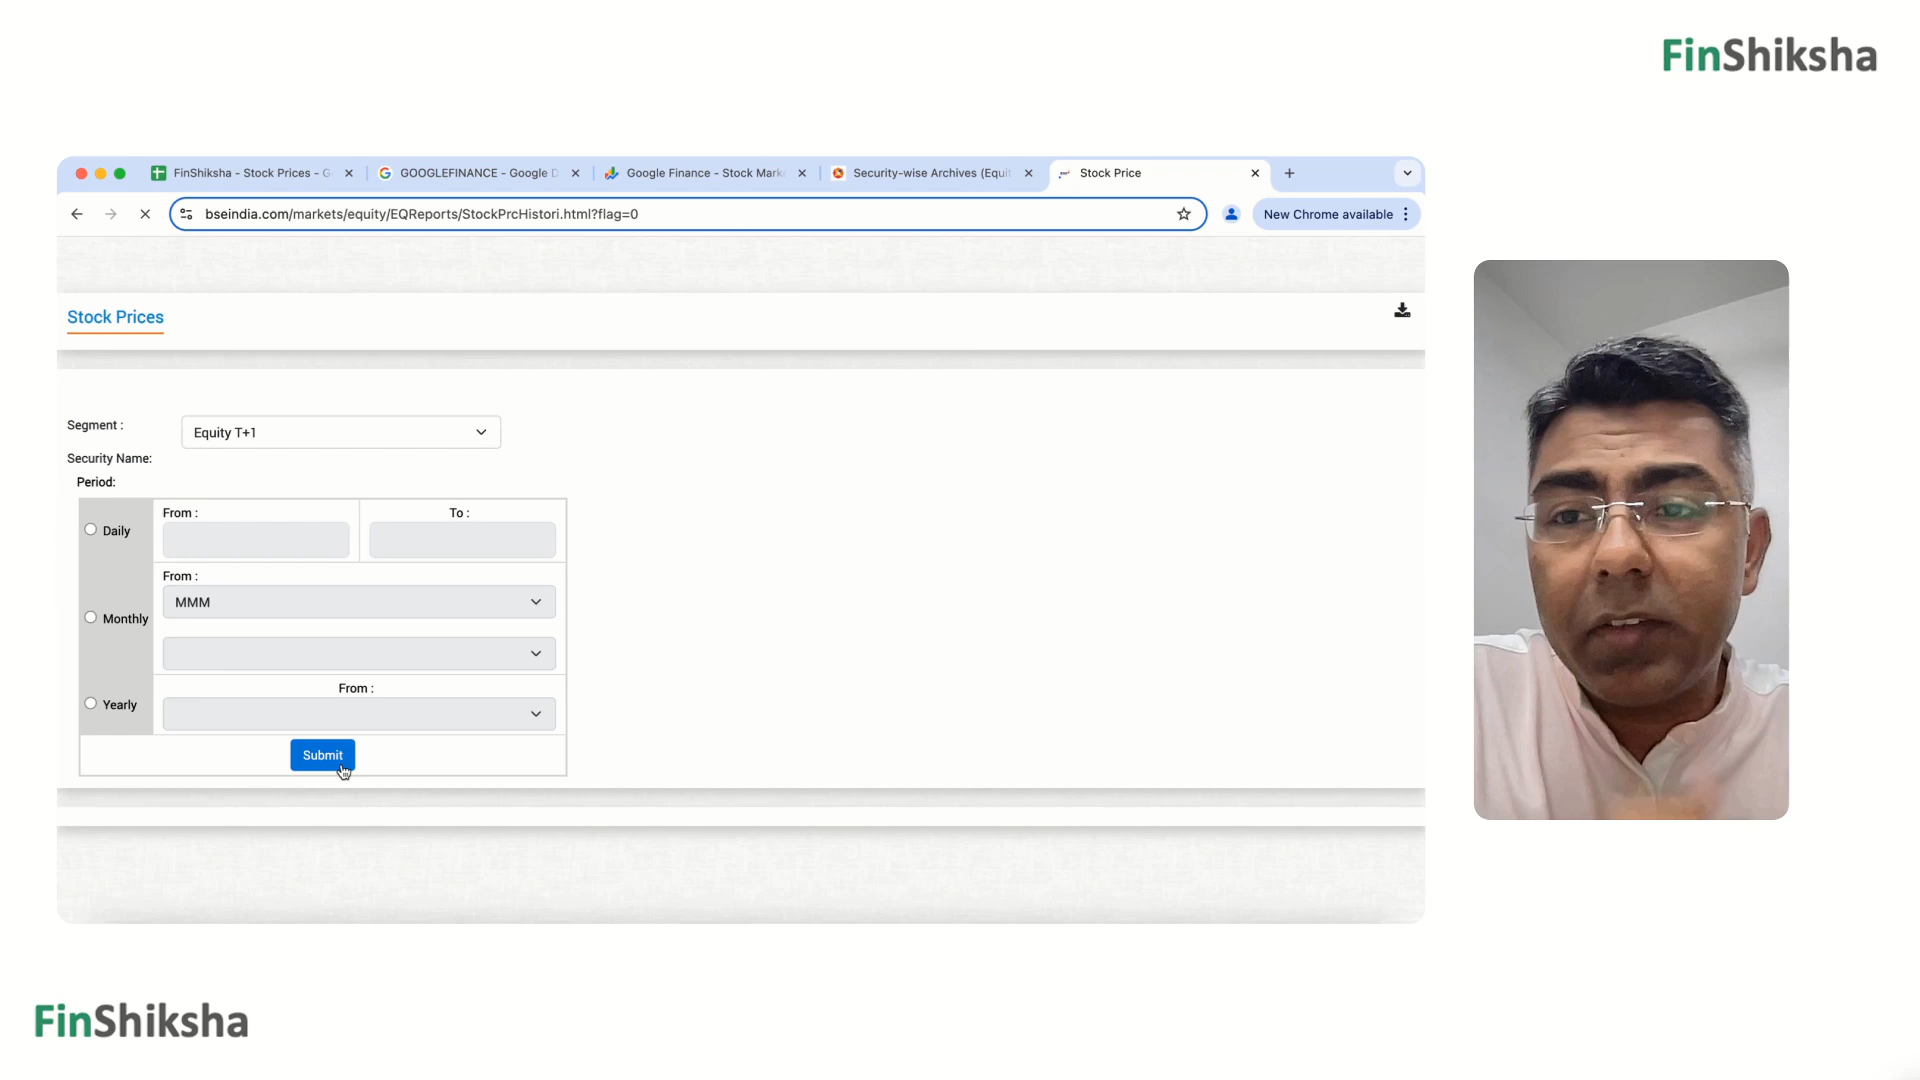 FinShiksha
FinShiksha - Stock Prices - G
GOOGLEFINANCE - Google D
Google Finance - Stock Mark
Security-wise Archives (Equit
Stock Price
bseindia.com/markets/equity/EQReports/StockPrcHistori.html?flag=0
New Chrome available
Stock Prices
Segment :
Equity T+1
Security Name:
Period:
Daily
From :
To :
Monthly
From :
MMM
Yearly
From :
Submit
FinShiksha